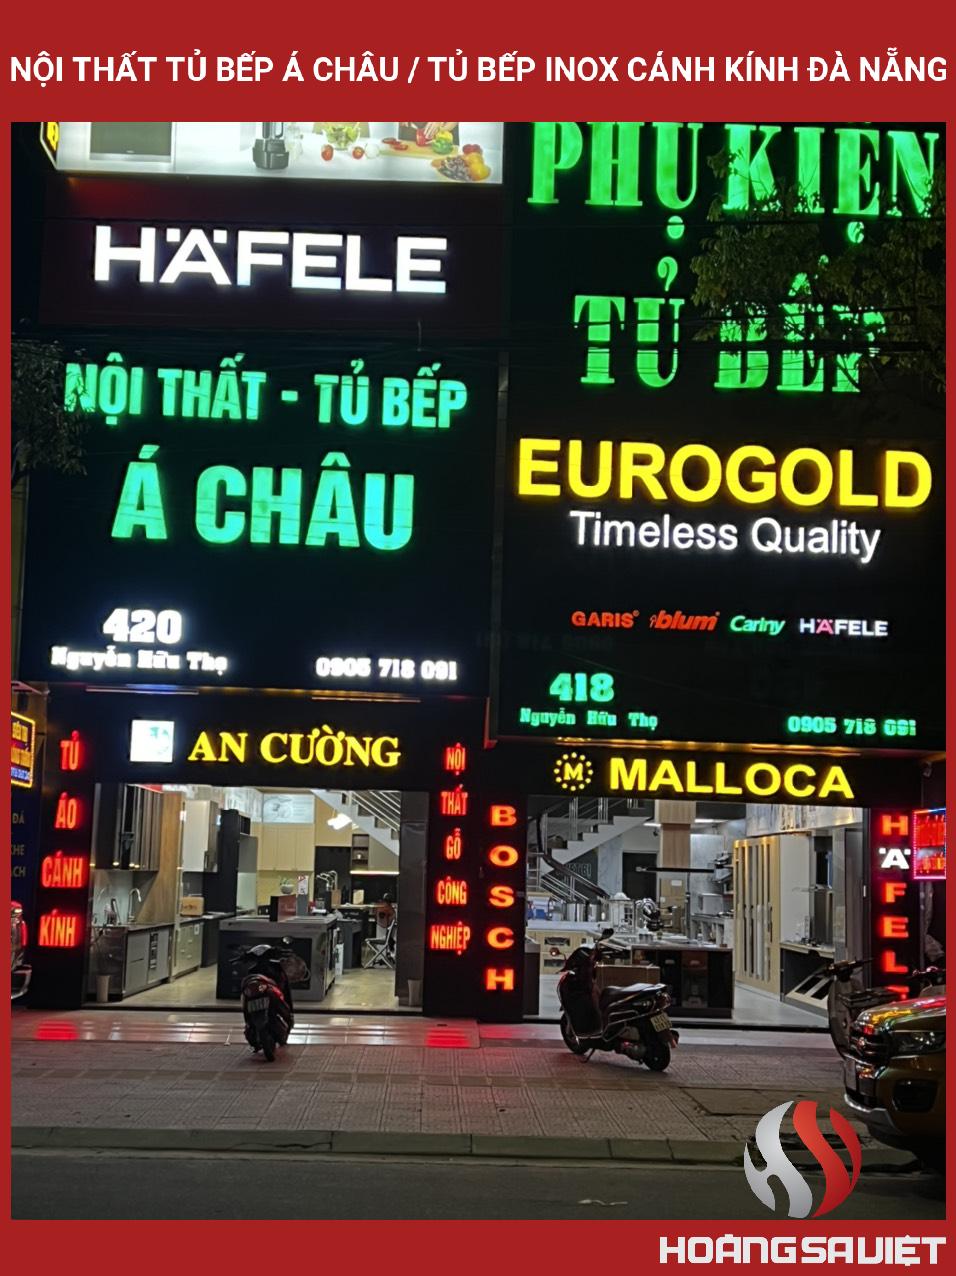 NỘI THẤT TỦ BẾP Á CHÂU / TỦ BẾP INOX CÁNH KÍNH ĐÀ NẴNG
HÄFELE
NỘI THẤT - TỦ BẾP
Á CHÂU
420
Nguyễn Hữu Thọ
0905 718 091
PHỤ KIỆN
TỦ BẾP
EUROGOLD
Timeless Quality
GARIS® blum Cariny HÄFELE
418
Nguyễn Hữu Thọ
0905 718 091
AN CƯỜNG
M MALLOCA
TỦ
ÁO
CÁNH
KÍNH
NỘI
THẤT
GỖ
CÔNG
NGHIỆP
BOSCH
HÄFELE
HOÀNG SA VIỆT